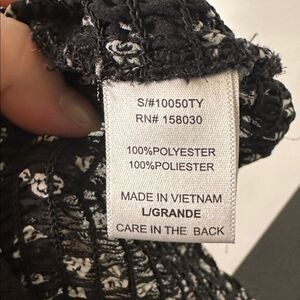 S/#10050TY
RN# 158030
100%POLYESTER
100%POLIESTER
MADE IN VIETNAM
L/GRANDE
CARE IN THE BACK